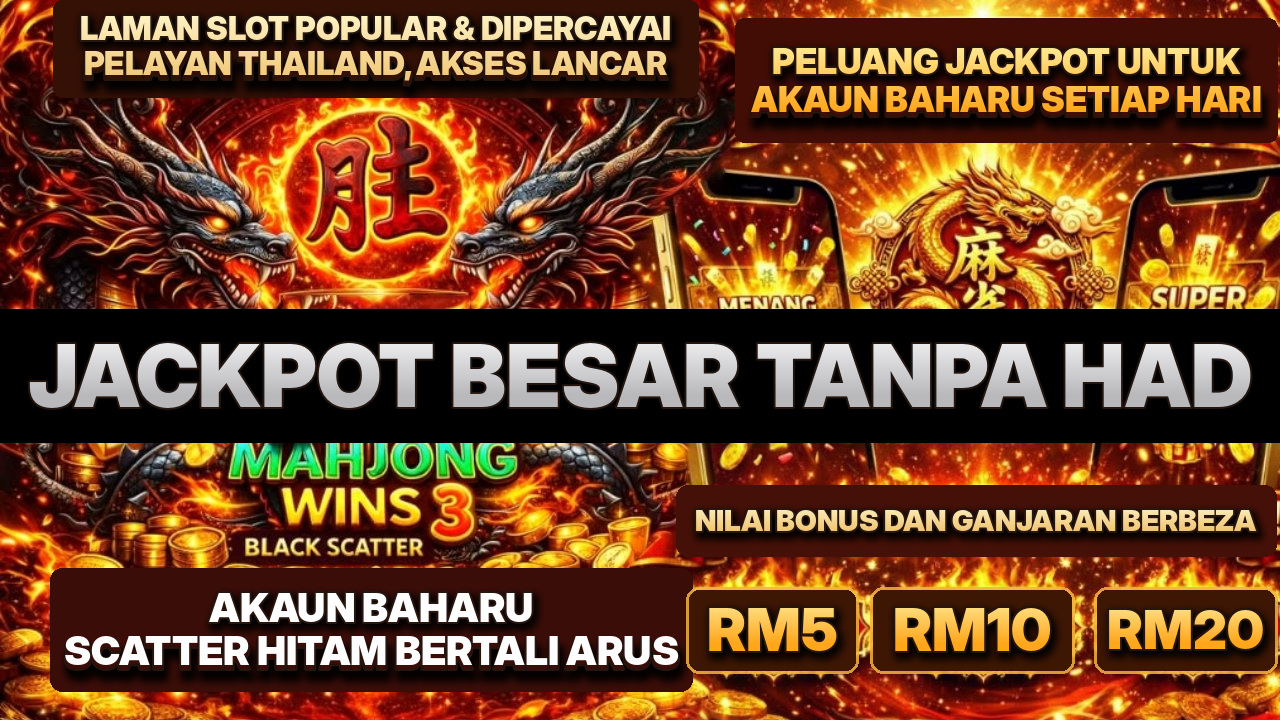 LAMAN SLOT POPULAR & DIPERCAYAI
PELAYAN THAILAND, AKSES LANCAR
PELUANG JACKPOT UNTUK
AKAUN BAHARU SETIAP HARI
麻
雀
MENANG
SUPER
JACKPOT BESAR TANPA HAD
MAHJONG
WINS 3
BLACK SCATTER
NILAI BONUS DAN GANJARAN BERBEZA
AKAUN BAHARU
SCATTER HITAM BERTALI ARUS
RM5
RM10
RM20